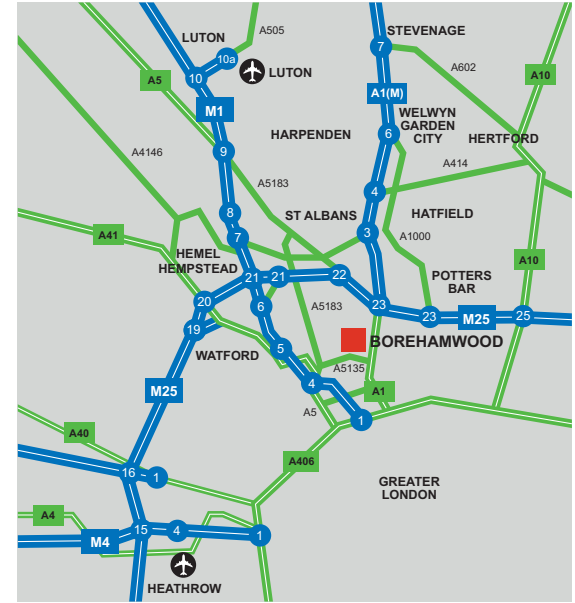 STEVENAGE
LUTON
A505
7
10a
10
LUTON
A602
A5
A10
M1
A1(M)
WELWYN
GARDEN
CITY
HARPENDEN
6
HERTFORD
A4146
9
A414
A5183
4
8
ST ALBANS
HATFIELD
A41
7
3
A1000
HEMEL
HEMPSTEAD
POTTERS
BAR
A10
21
21
22
20
6
A5183
23
23
M25
25
19
BOREHAMWOOD
5
WATFORD
A5135
M25
4
A1
A5
1
A40
A406
16
1
GREATER
LONDON
A4
15
4
1
M4
HEATHROW